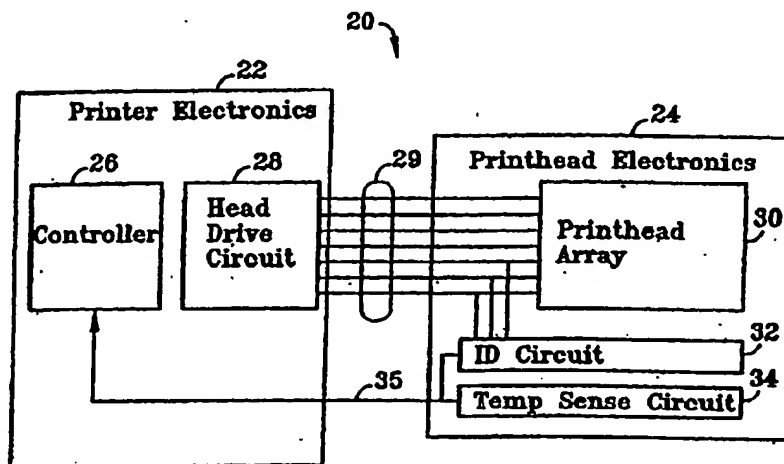 20
22
Printer Electronics
24
26
28
29
Printhead Electronics
Controller
Head
Drive
Circuit
Printhead
Array
30
ID Circuit
32
35
Temp Sense Circuit
34